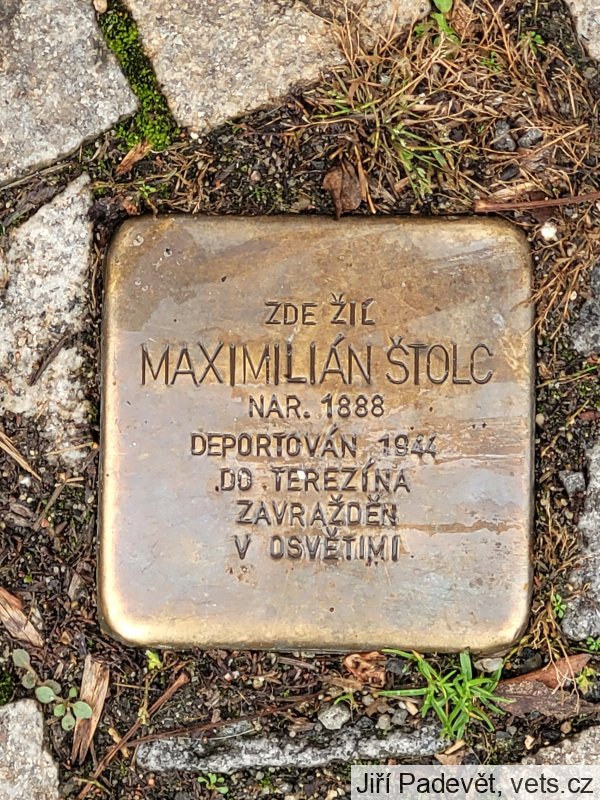 ZDE ŽIL
MAXIMILIÁN ŠTOLC
NAR. 1888
DEPORTOVÁN 1944
DO TEREZÍNA
ZAVRAŽDĚN
V OSVĚTIMI
Jiří Padevět, vets.cz